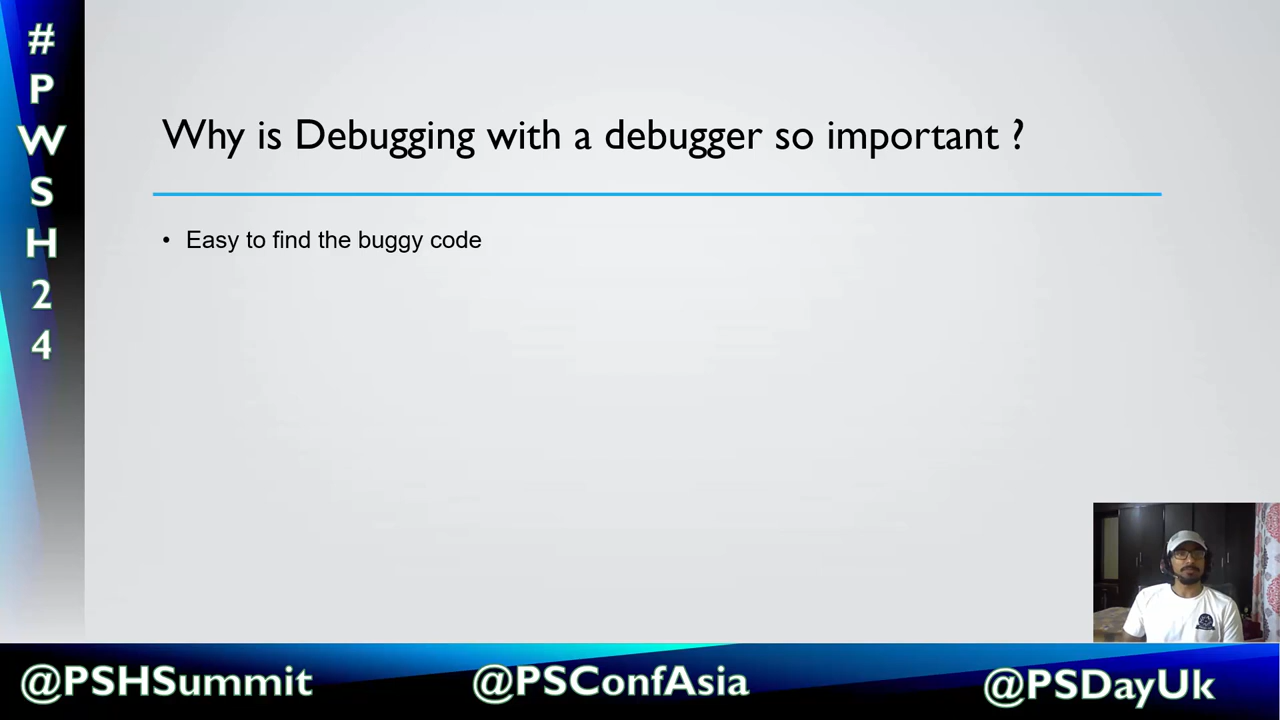 #
P
W
S
H
2
4
Why is Debugging with a debugger so important ?
• Easy to find the buggy code
@PSHSummit
@PSConfAsia
@PSDayUk